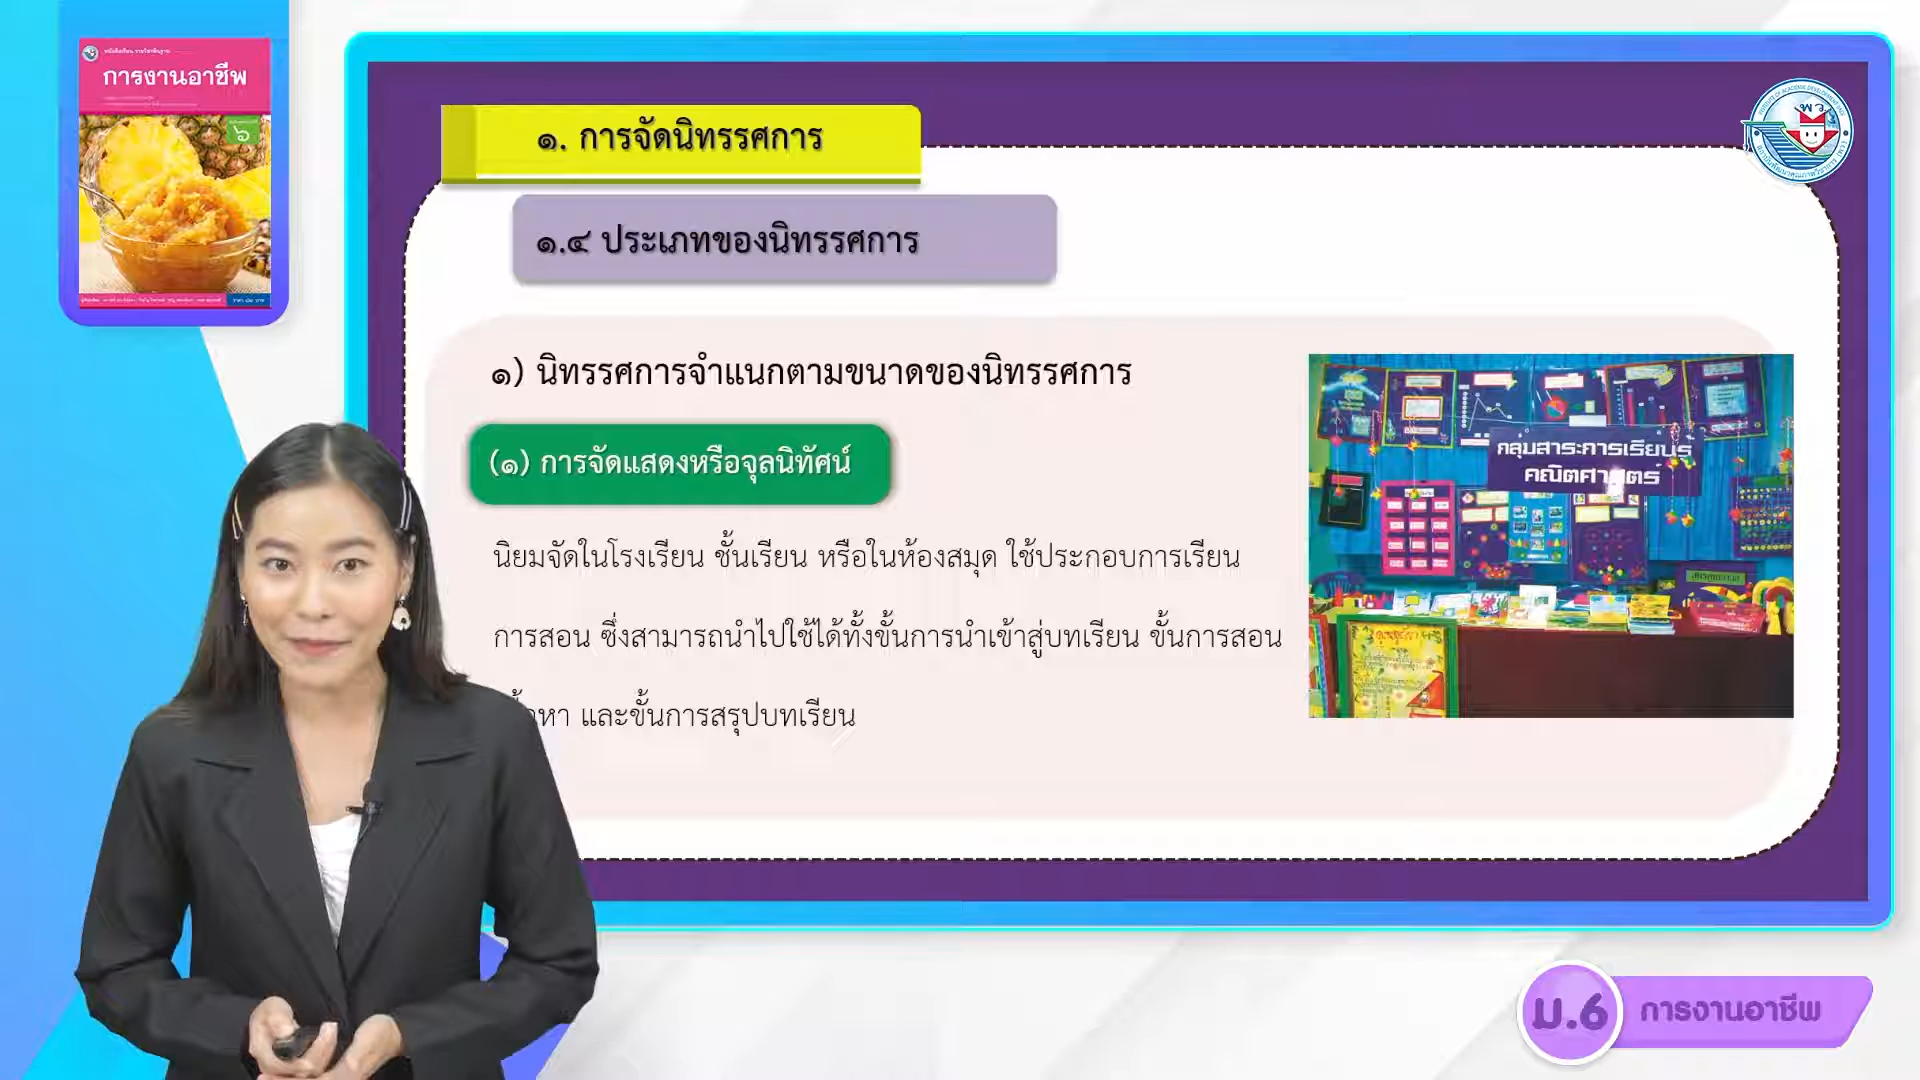 การงานอาชีพ
๖
๑. การจัดนิทรรศการ
๑.๔ ประเภทของนิทรรศการ
๑) นิทรรศการจำแนกตามขนาดของนิทรรศการ
(๑) การจัดแสดงหรือจุลนิทัศน์
นิยมจัดในโรงเรียน ชั้นเรียน หรือในห้องสมุด ใช้ประกอบการเรียน
การสอน ซึ่งสามารถนำไปใช้ได้ทั้งขั้นการนำเข้าสู่บทเรียน ขั้นการสอน
และขั้นการสรุปบทเรียน
กลุ่มสาระการเรียนรู้
คณิตศาสตร์
พว
ม.6 การงานอาชีพ